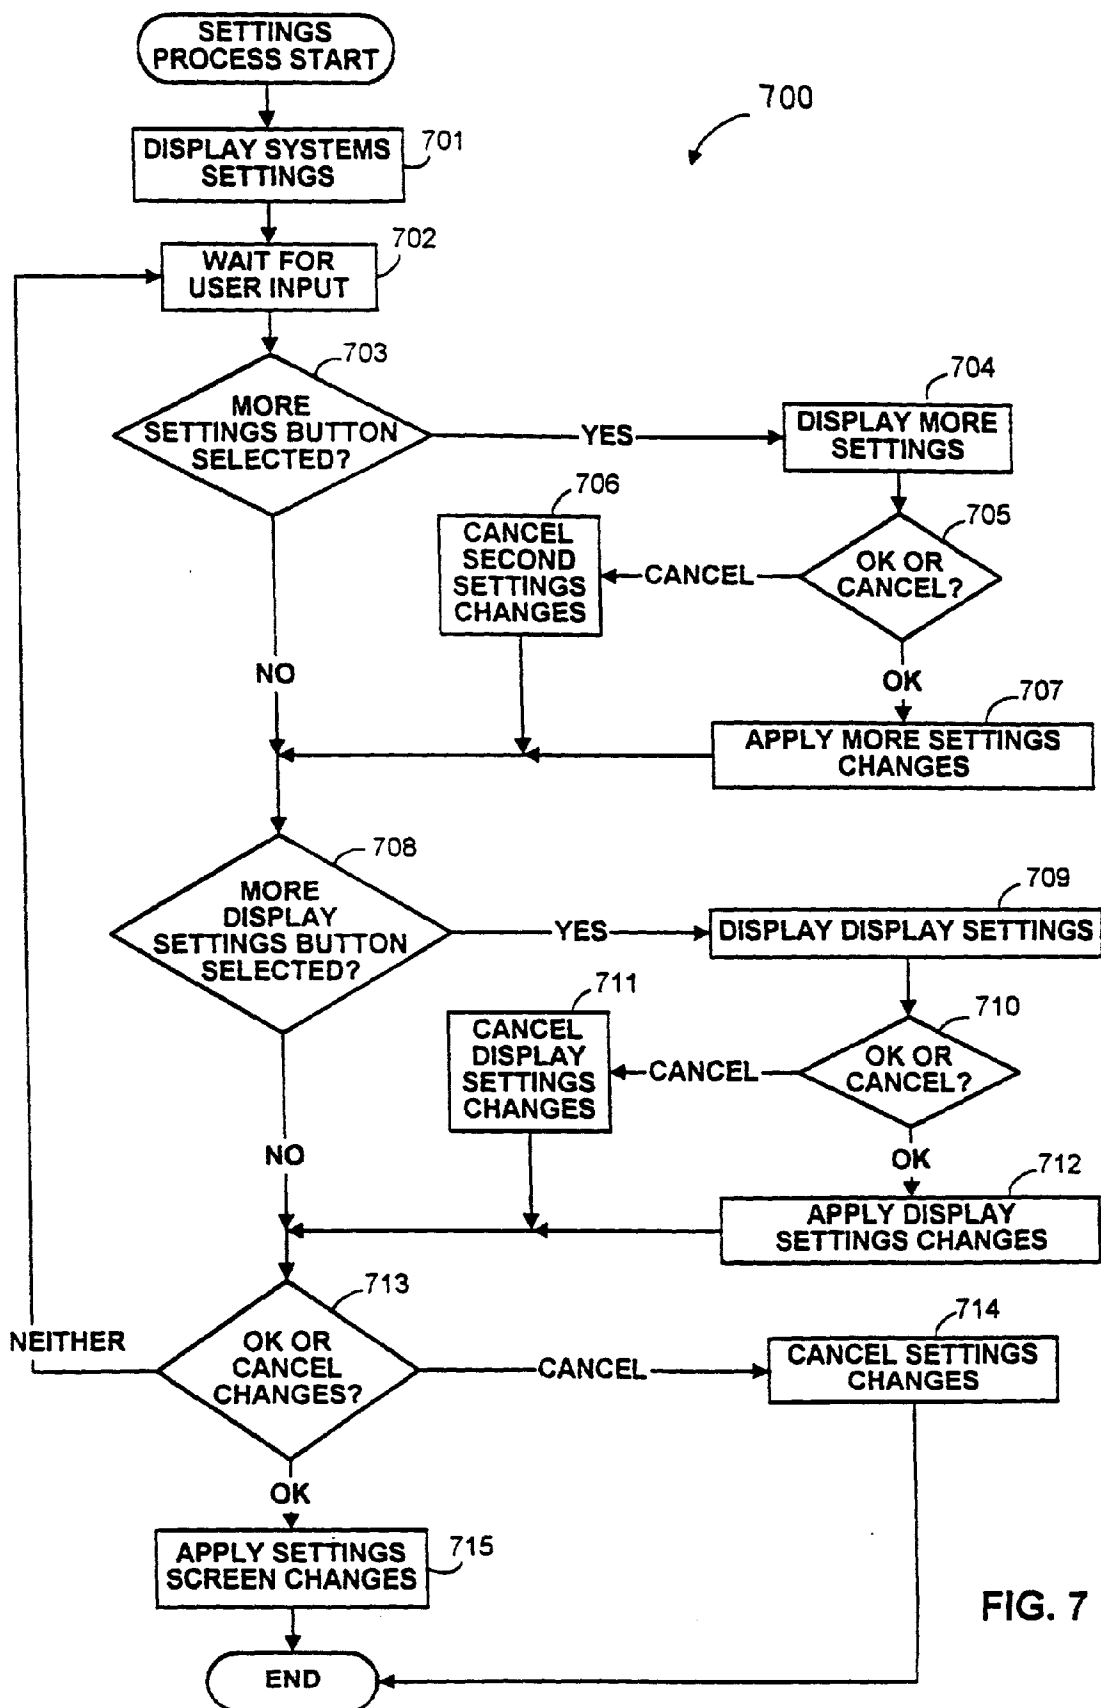 SETTINGS
PROCESS START
700
DISPLAY SYSTEMS
SETTINGS
701
WAIT FOR
USER INPUT
702
703
MORE
SETTINGS BUTTON
SELECTED?
YES
704
DISPLAY MORE
SETTINGS
706
CANCEL
SECOND
SETTINGS
CHANGES
CANCEL
705
OK OR
CANCEL?
NO
OK
707
APPLY MORE SETTINGS
CHANGES
708
MORE
DISPLAY
SETTINGS BUTTON
SELECTED?
YES
709
DISPLAY DISPLAY SETTINGS
711
CANCEL
DISPLAY
SETTINGS
CHANGES
CANCEL
710
OK OR
CANCEL?
NO
OK
712
APPLY DISPLAY
SETTINGS CHANGES
713
NEITHER
OK OR
CANCEL
CHANGES?
CANCEL
714
CANCEL SETTINGS
CHANGES
OK
APPLY SETTINGS
SCREEN CHANGES
715
END
FIG. 7